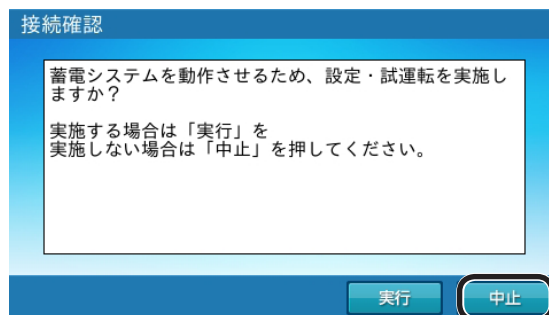 接続確認
蓄電システムを動作させるため、設定・試運転を実施し
ますか？
実施する場合は「実行」を
実施しない場合は「中止」を押してください。
実行
中止